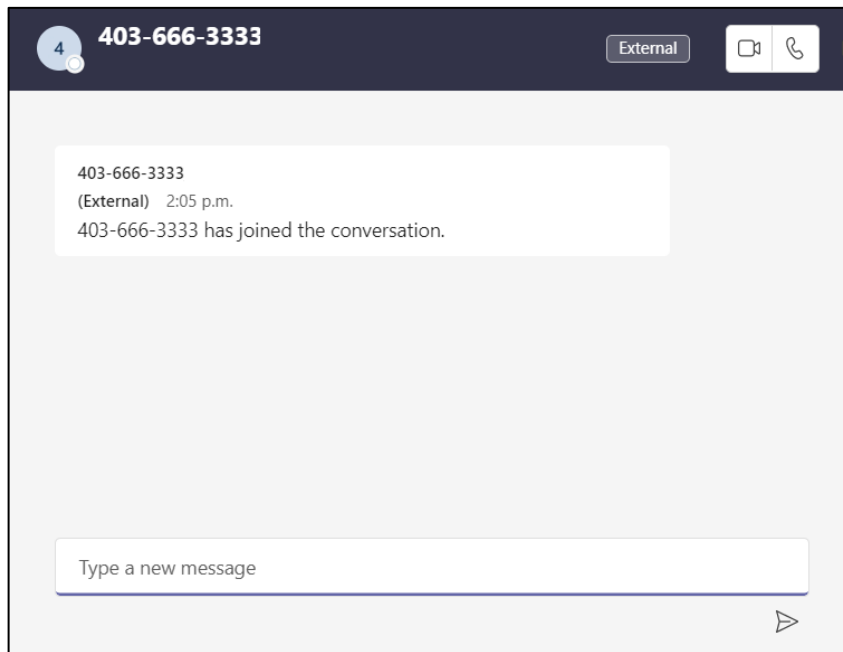 4
403-666-3333
External
403-666-3333
(External) 2:05 p.m.
403-666-3333 has joined the conversation.
Type a new message